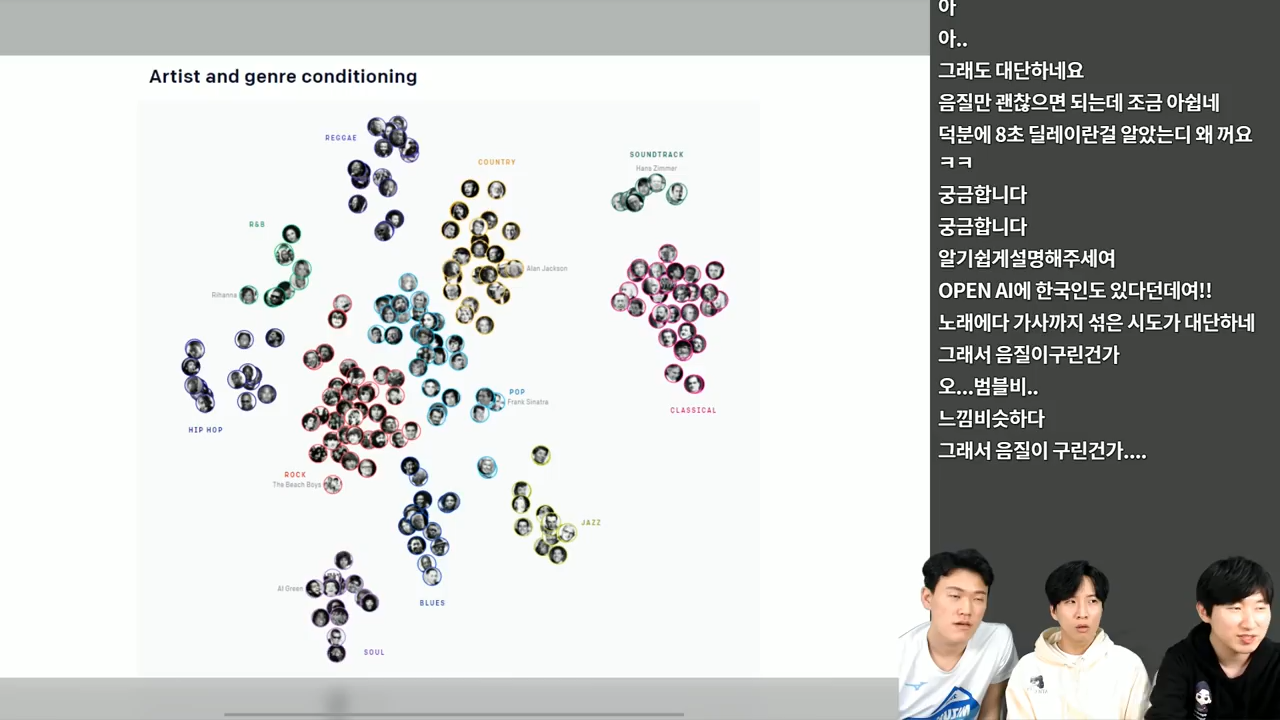 Artist and genre conditioning
REGGAE
COUNTRY
SOUNDTRACK
Hans Zimmer
R&B
Alan Jackson
Rihanna
POP
Frank Sinatra
CLASSICAL
HIP HOP
ROCK
The Beach Boys
JAZZ
Al Green
BLUES
SOUL
아
아..
그래도 대단하네요
음질만 괜찮으면 되는데 조금 아쉽네
덕분에 8초 딜레이란걸 알았는디 왜 꺼요
ㅋㅋ
궁금합니다
궁금합니다
알기쉽게설명해주세여
OPEN AI에 한국인도 있다던데여!!
노래에다 가사까지 섞은 시도가 대단하네
그래서 음질이구린건가
오...범블비..
느낌비슷하다
그래서 음질이 구린건가....